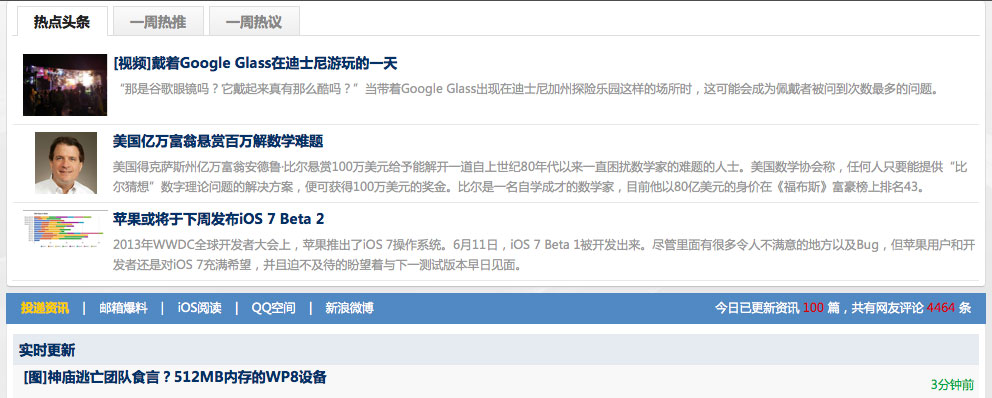 热点头条 一周热推 一周热议
[视频]戴着Google Glass在迪士尼游玩的一天
“那是谷歌眼镜吗？它戴起来真有那么酷吗？”当带着Google Glass出现在迪士尼加州探险乐园这样的场所时，这可能会成为佩戴者被问到次数最多的问题。
美国亿万富翁悬赏百万解数学难题
美国得克萨斯州亿万富翁安德鲁·比尔悬赏100万美元给予能解开一道自上世纪80年代以来一直困扰数学家的难题的人士。美国数学协会称，任何人只要能提供“比
尔猜想”数字理论问题的解决方案，便可获得100万美元的奖金。比尔是一名自学成才的数学家，目前他以80亿美元的身价在《福布斯》富豪榜上排名43。
苹果或将于下周发布iOS 7 Beta 2
2013年WWDC全球开发者大会上，苹果推出了iOS 7操作系统。6月11日，iOS 7 Beta 1被开发出来。尽管里面有很多令人不满意的地方以及Bug，但苹果用户和开
发者还是对iOS 7充满希望，并且迫不及待的盼望着与下一测试版本早日见面。
投递资讯 | 邮箱爆料 | iOS阅读 | QQ空间 | 新浪微博 今日已更新资讯 100 篇，共有网友评论 4464 条
实时更新
[图]神庙逃亡团队食言？512MB内存的WP8设备
3分钟前